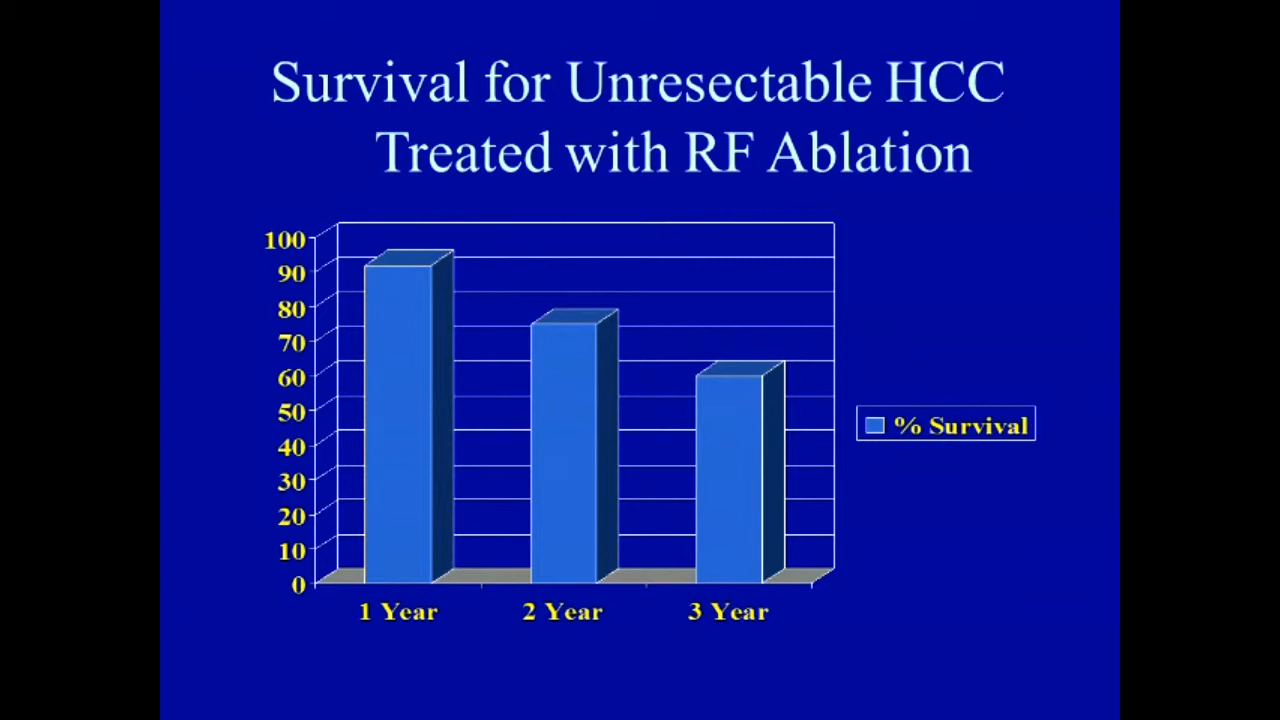 Survival for Unresectable HCC
Treated with RF Ablation
100
90
80
70
60
50
40
30
20
10
0
1 Year 2 Year 3 Year
% Survival